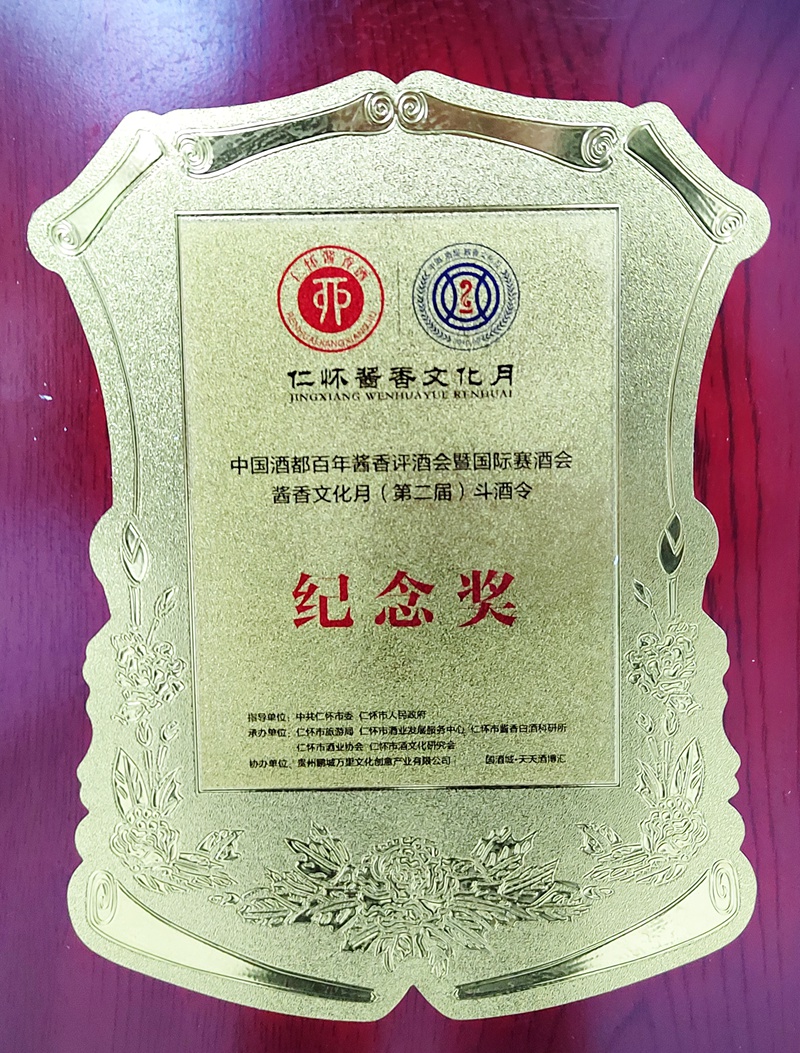 仁怀酱香酒
RENHUAIJIANGXIANGJIU
仁怀酱香文化月
JINGXIANG WENHUAYUE RENHUAI
中国酒都百年酱香评酒会暨国际赛酒会
酱香文化月（第二届）斗酒令
纪念奖
指导单位：中共仁怀市委 仁怀市人民政府
承办单位：仁怀市旅游局 仁怀市酒业发展服务中心 仁怀市酱香白酒科研所
仁怀市酒业协会 仁怀市酒文化研究会
协办单位：贵州鹏城万里文化创意产业有限公司 国酒城-天天酒博汇